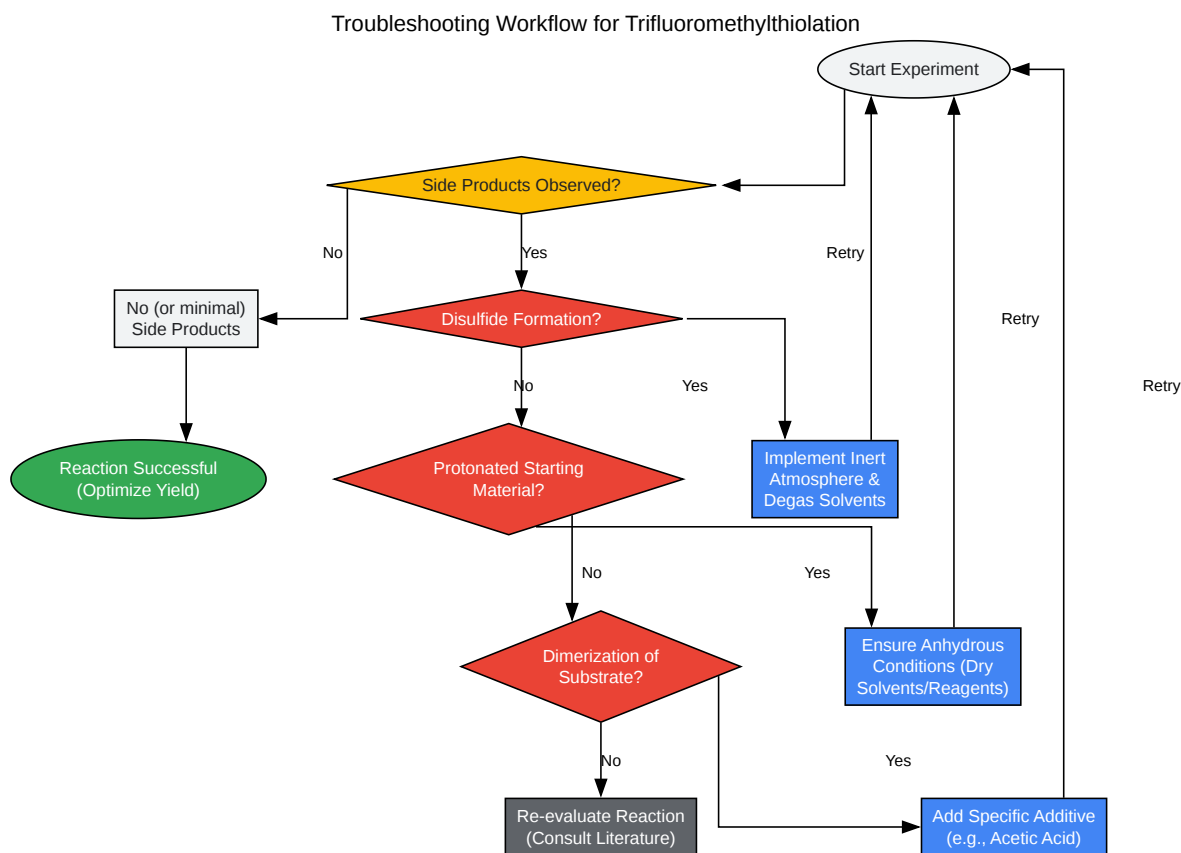 Troubleshooting Workflow for Trifluoromethylthiolation
Start Experiment
Side Products Observed?
No
Yes
Retry
No (or minimal)
Side Products
Disulfide Formation?
Retry
No
Yes
Retry
Reaction Successful
(Optimize Yield)
Protonated Starting
Material?
Implement Inert
Atmosphere &
Degas Solvents
No
Yes
Dimerization of
Substrate?
Ensure Anhydrous
Conditions (Dry
Solvents/Reagents)
No
Yes
Re-evaluate Reaction
(Consult Literature)
Add Specific Additive
(e.g., Acetic Acid)